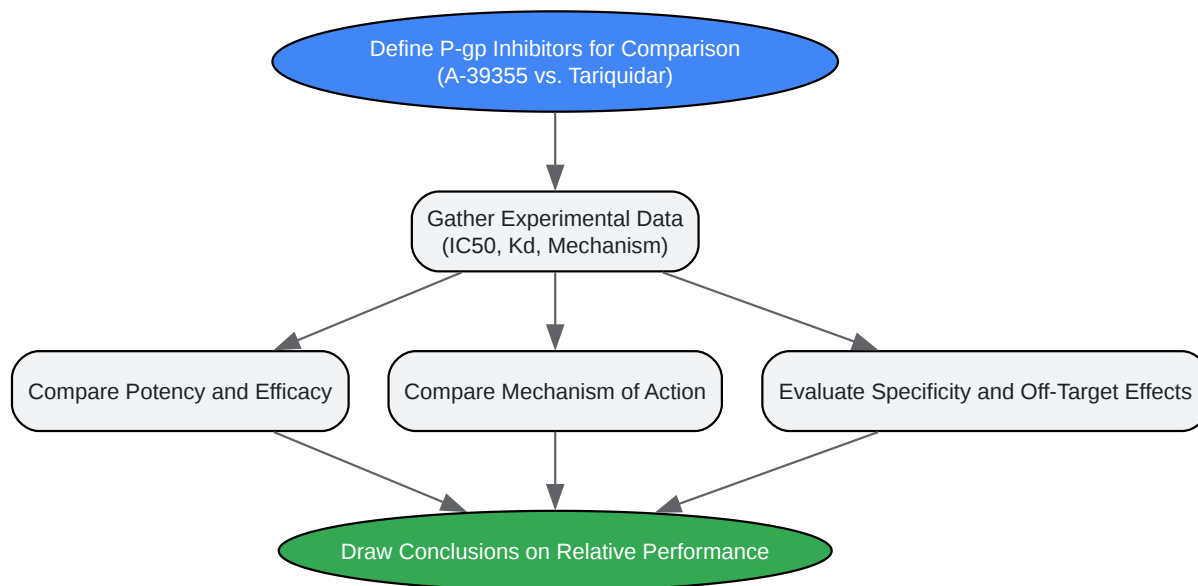 Define P-gp Inhibitors for Comparison
(A-39355 vs. Tariquidar)
Gather Experimental Data
(IC50, Kd, Mechanism)
Compare Potency and Efficacy
Compare Mechanism of Action
Evaluate Specificity and Off-Target Effects
Draw Conclusions on Relative Performance